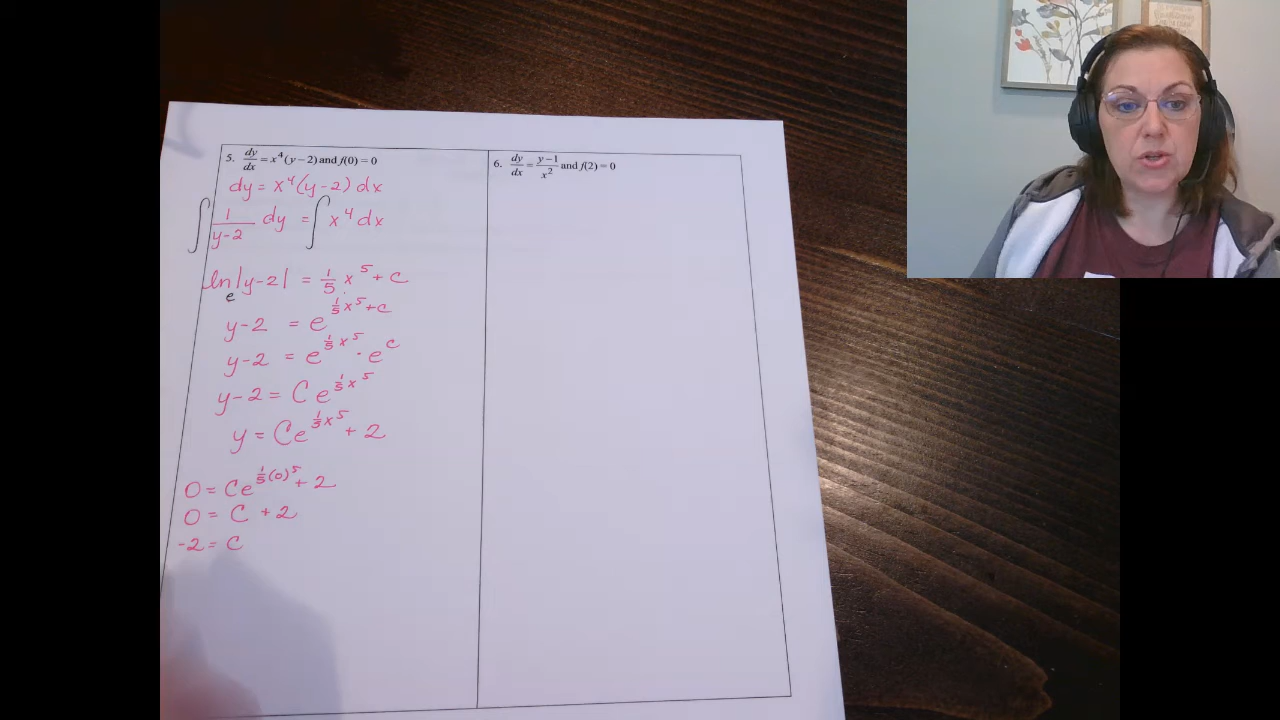 5. dy/dx = x⁴(y−2) and f(0) = 0
dy = x⁴(y-2) dx
∫ 1/(y-2) dy = ∫ x⁴ dx
ln|y-2| = 1/5 x⁵ + c
e
y-2 = e^(1/5 x⁵ + c)
y-2 = e^(1/5 x⁵) · e^c
y-2 = Ce^(1/5 x⁵)
y = Ce^(1/5 x⁵) + 2
0 = Ce^(1/5 (0)⁵) + 2
0 = C + 2
-2 = C
6. dy/dx = (y−1)/x² and f(2) = 0